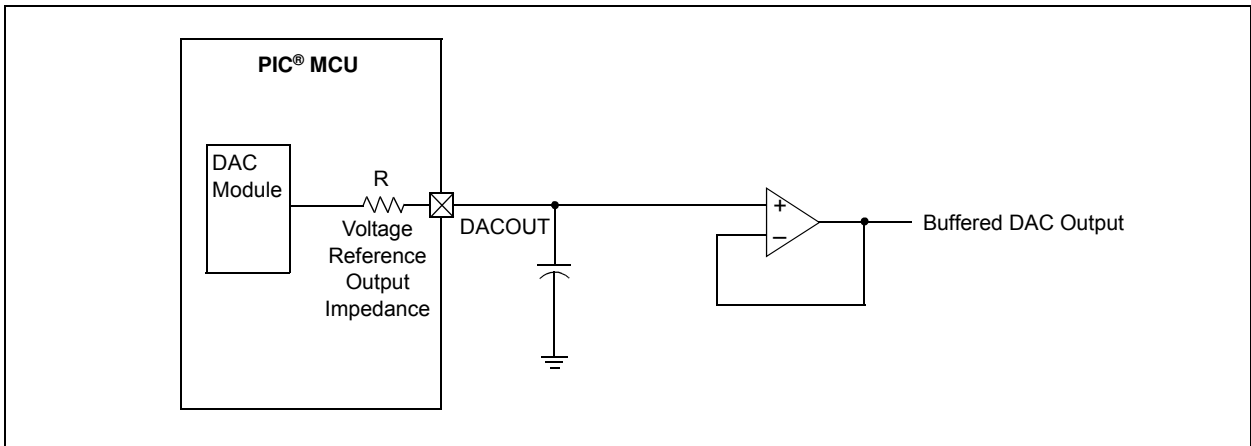 PIC® MCU
DAC
Module
R
Voltage
Reference
Output
Impedance
DACOUT
+
–
Buffered DAC Output